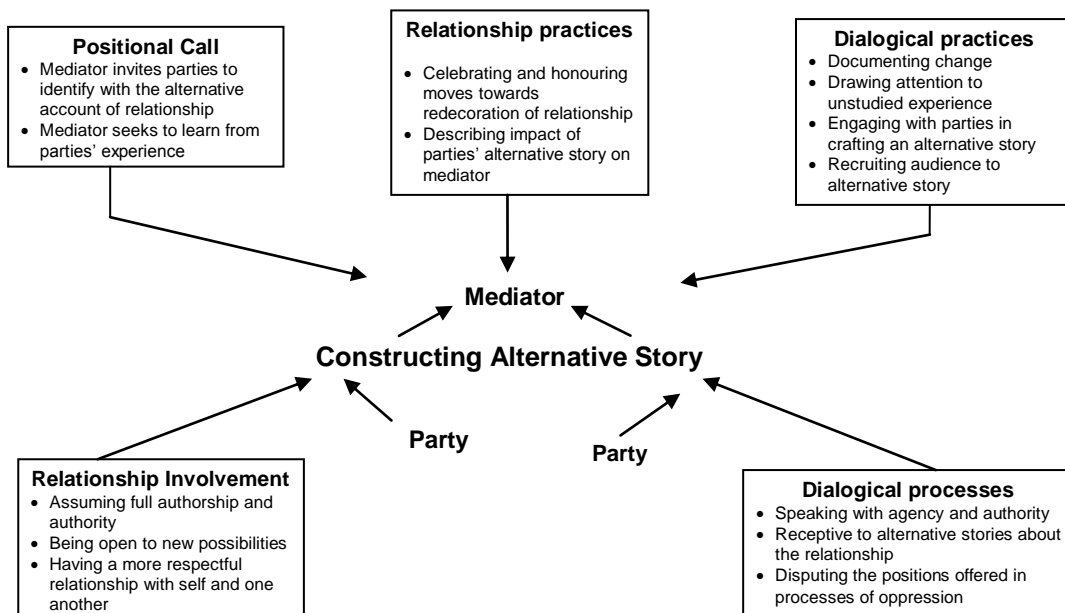 Positional Call
• Mediator invites parties to
identify with the alternative
account of relationship
• Mediator seeks to learn from
parties' experience
Relationship practices
• Celebrating and honouring
moves towards
redecoration of relationship
• Describing impact of
parties' alternative story on
mediator
Dialogical practices
• Documenting change
• Drawing attention to
unstudied experience
• Engaging with parties in
crafting an alternative story
• Recruiting audience to
alternative story
Mediator
Constructing Alternative Story
Party
Party
Relationship Involvement
• Assuming full authorship and
authority
• Being open to new possibilities
• Having a more respectful
relationship with self and one
another
Dialogical processes
• Speaking with agency and authority
• Receptive to alternative stories about
the relationship
• Disputing the positions offered in
processes of oppression